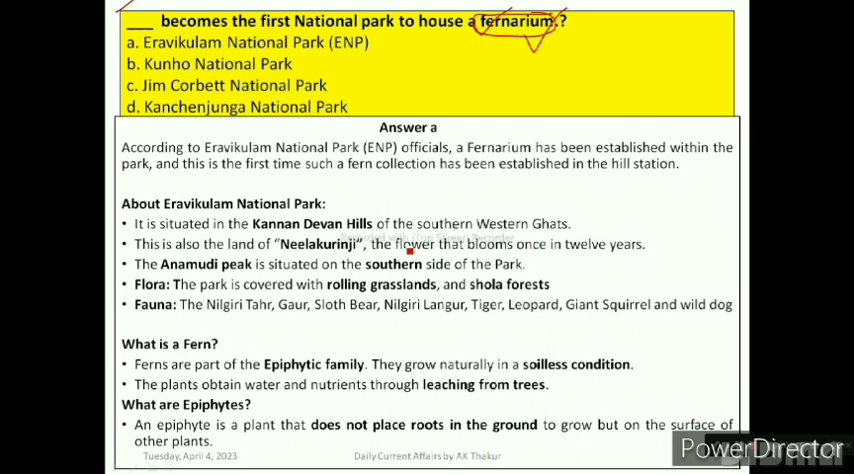 ___ becomes the first National park to house a fernarium.?
a. Eravikulam National Park (ENP)
b. Kunho National Park
c. Jim Corbett National Park
d. Kanchenjunga National Park
Answer a
According to Eravikulam National Park (ENP) officials, a Fernarium has been established within the
park, and this is the first time such a fern collection has been established in the hill station.
About Eravikulam National Park:
• It is situated in the Kannan Devan Hills of the southern Western Ghats.
Recorded with iTop Screen Recorder
• This is also the land of “Neelakurinji”, the flower that blooms once in twelve years.
• The Anamudi peak is situated on the southern side of the Park.
• Flora: The park is covered with rolling grasslands, and shola forests
• Fauna: The Nilgiri Tahr, Gaur, Sloth Bear, Nilgiri Langur, Tiger, Leopard, Giant Squirrel and wild dog
What is a Fern?
• Ferns are part of the Epiphytic family. They grow naturally in a soilless condition.
• The plants obtain water and nutrients through leaching from trees.
What are Epiphytes?
• An epiphyte is a plant that does not place roots in the ground to grow but on the surface of
other plants.
Tuesday, April 4, 2023 Daily Current Affairs by AK Thakur
PowerDirector